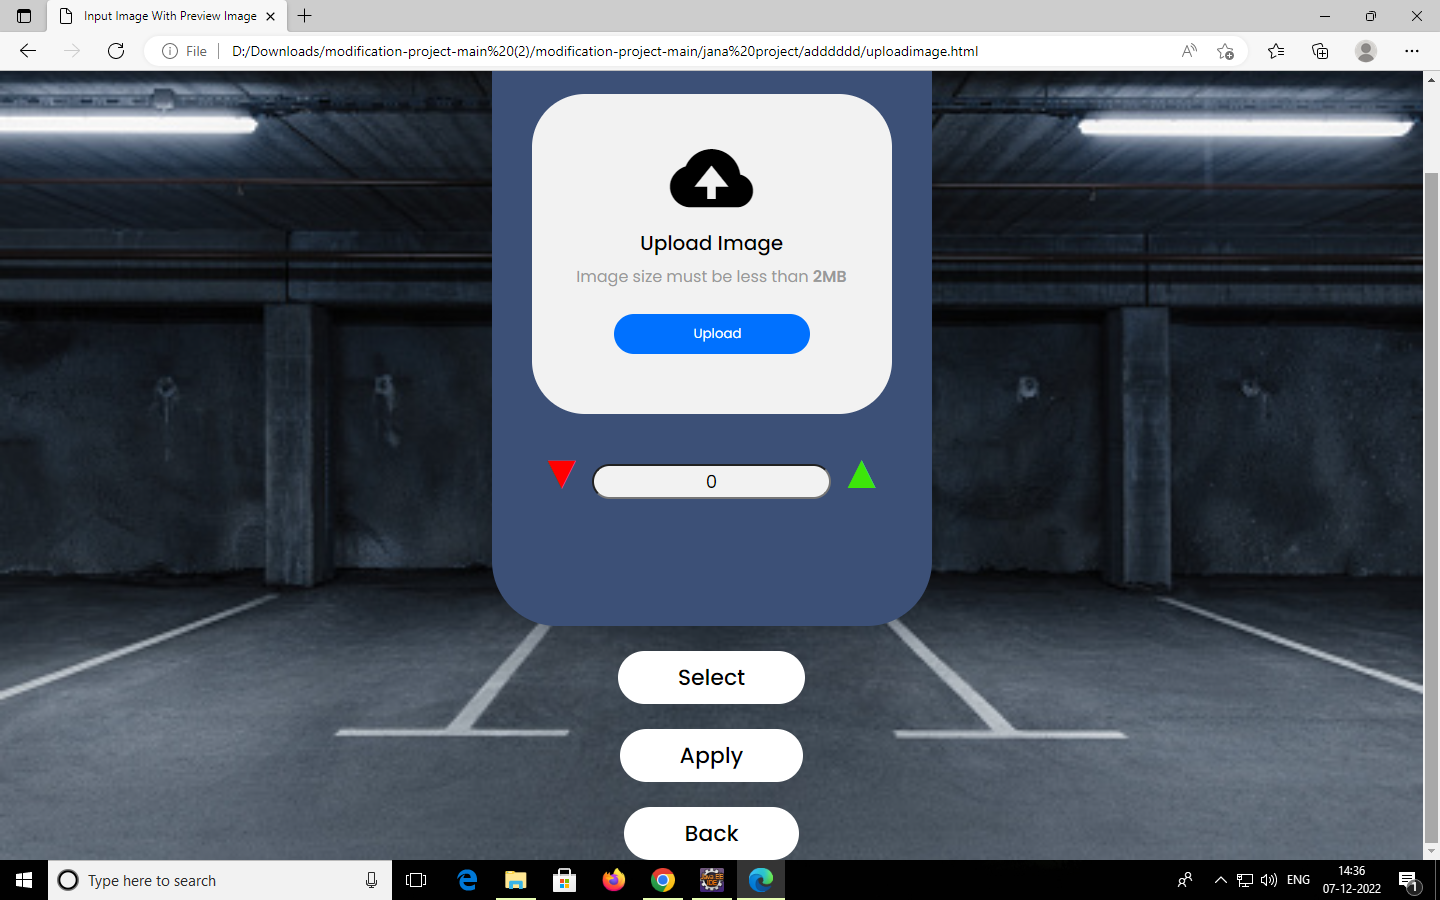 Input Image With Preview Image
File
D:/Downloads/modification-project-main%20(2)/modification-project-main/jana%20project/addddddd/uploadimage.html
Upload Image
Image size must be less than 2MB
Upload
0
Select
Apply
Back
Type here to search
ENG
14:36
07-12-2022
1